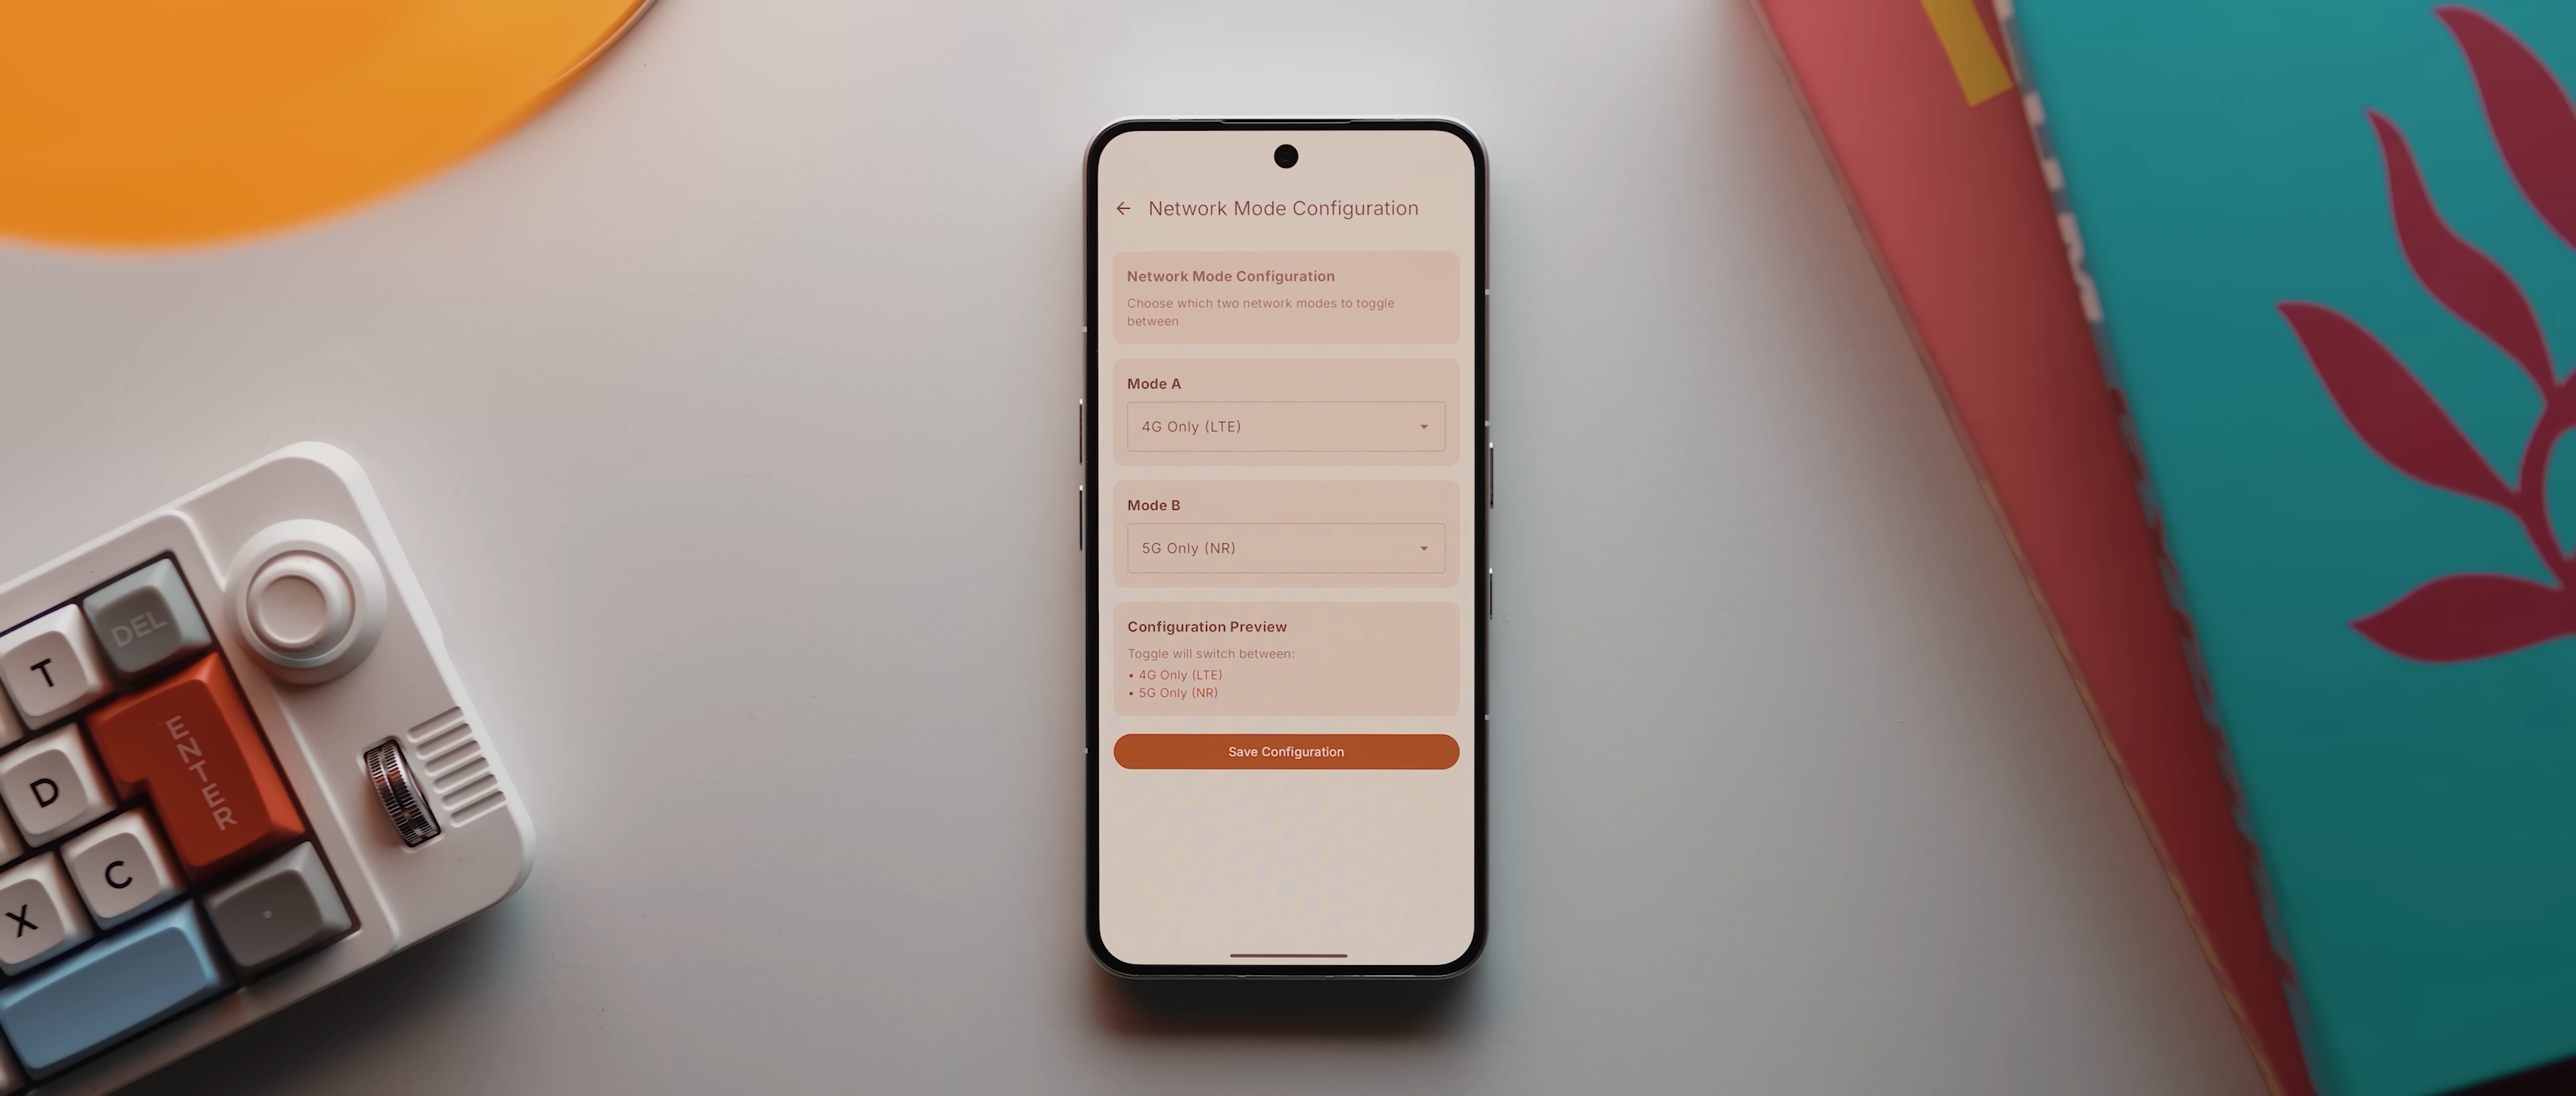 Network Mode Configuration
Network Mode Configuration
Choose which two network modes to toggle
between
Mode A
4G Only (LTE)
Mode B
5G Only (NR)
Configuration Preview
Toggle will switch between:
• 4G Only (LTE)
• 5G Only (NR)
Save Configuration
DEL
T
ENTER
D
C
X